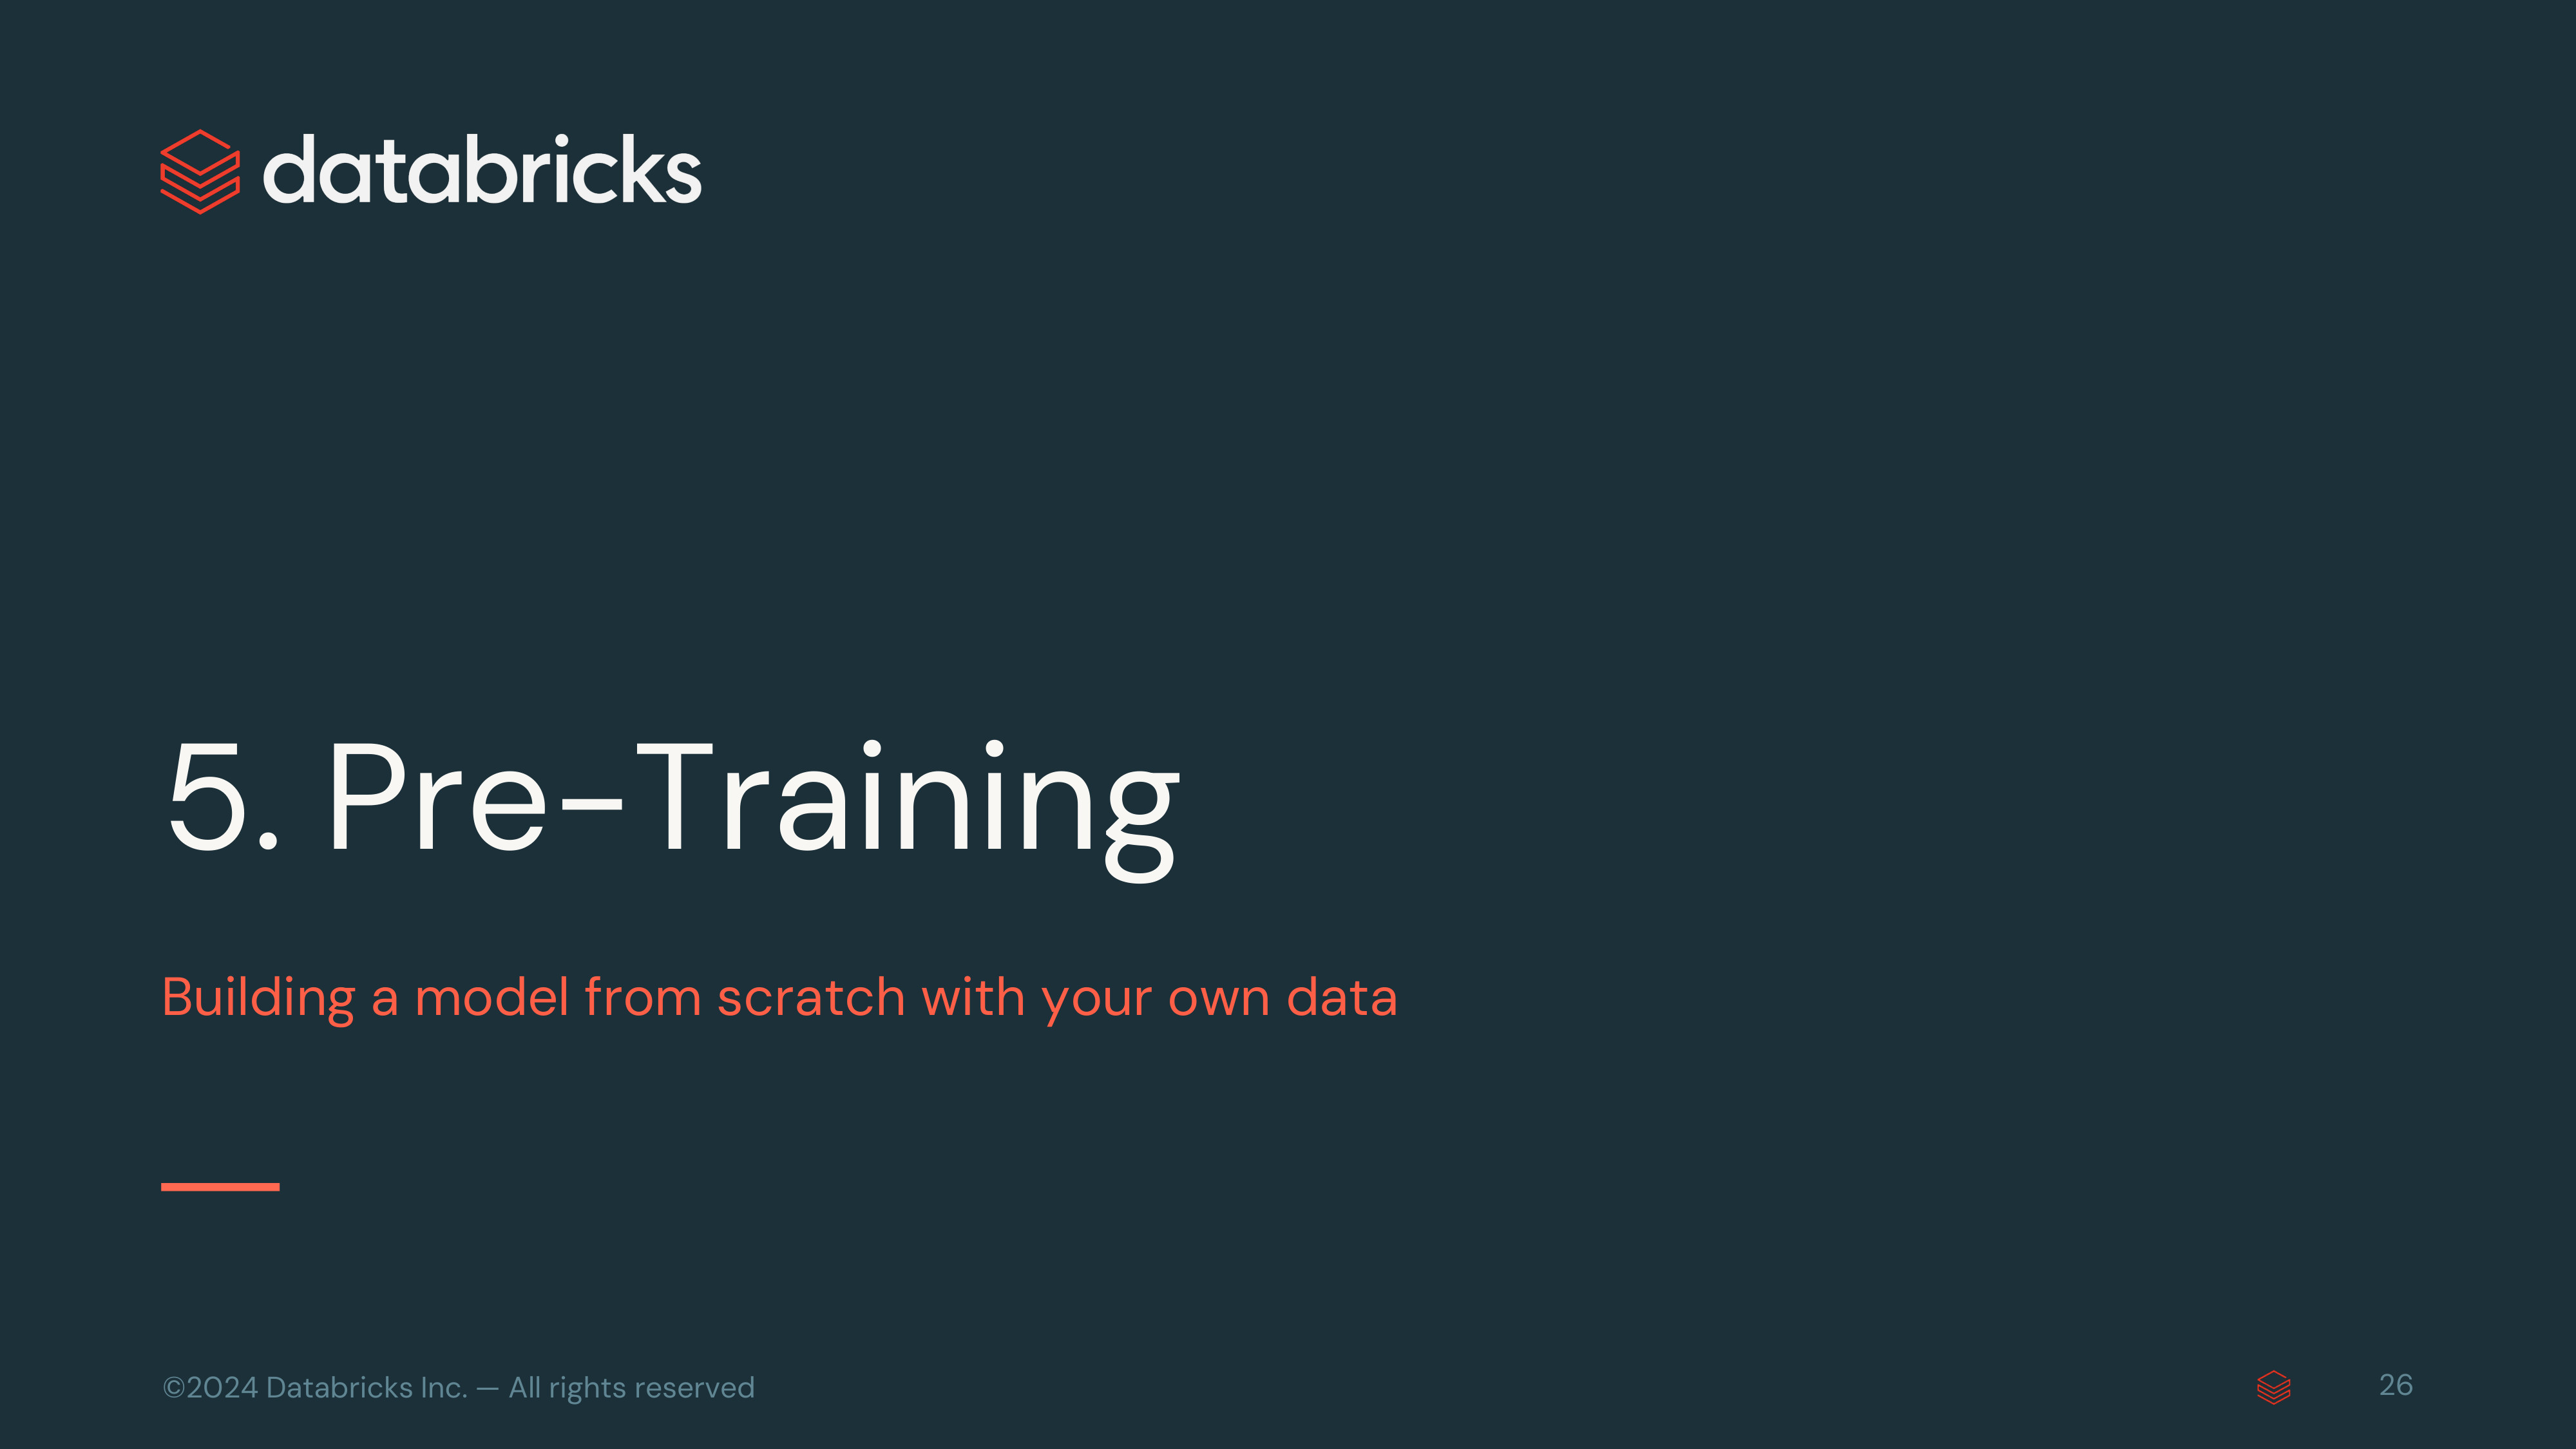 databricks
5. Pre-Training
Building a model from scratch with your own data
©2024 Databricks Inc. — All rights reserved
26